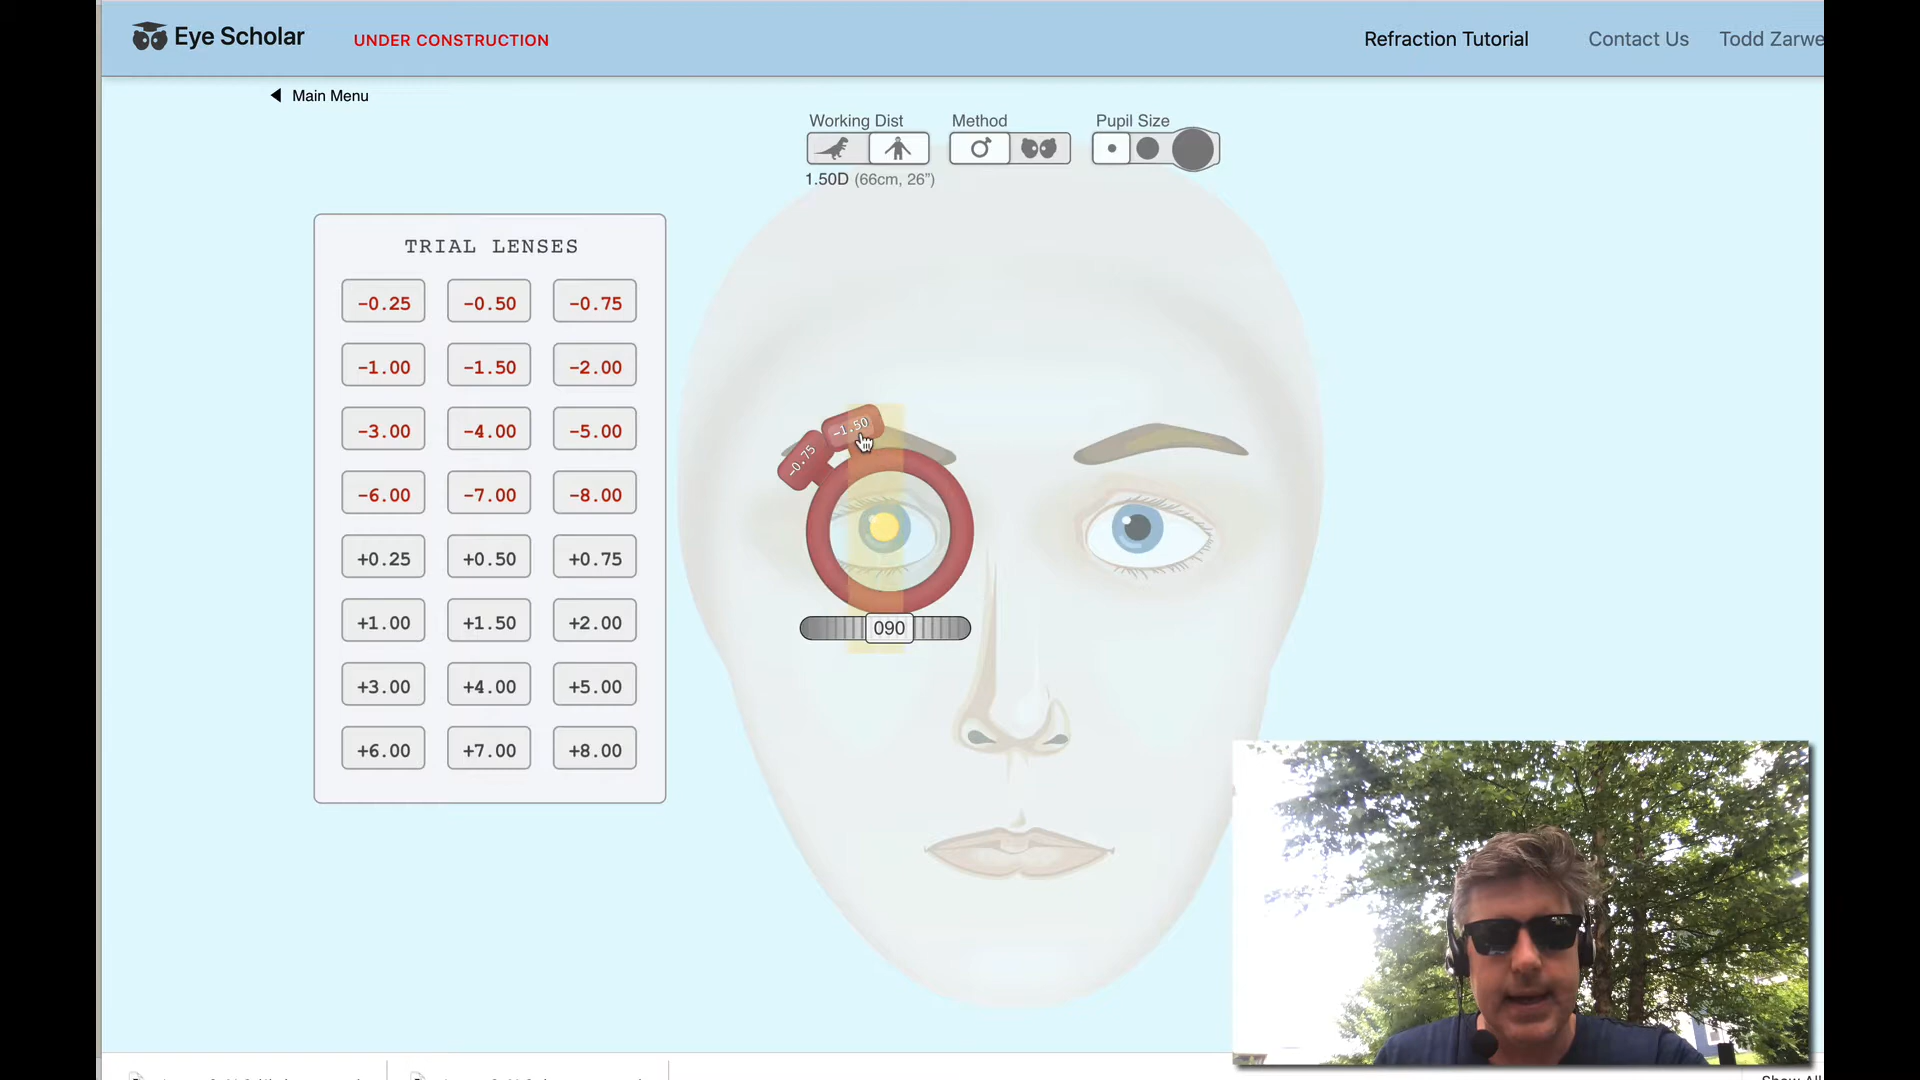 Eye Scholar
UNDER CONSTRUCTION
Refraction Tutorial
Contact Us
Todd Zarwe
Main Menu
Working Dist
Method
Pupil Size
1.50D (66cm, 26”)
TRIAL LENSES
-0.25 -0.50 -0.75
-1.00 -1.50 -2.00
-3.00 -4.00 -5.00
-6.00 -7.00 -8.00
+0.25 +0.50 +0.75
+1.00 +1.50 +2.00
+3.00 +4.00 +5.00
+6.00 +7.00 +8.00
-1.50
-0.75
090
Show All